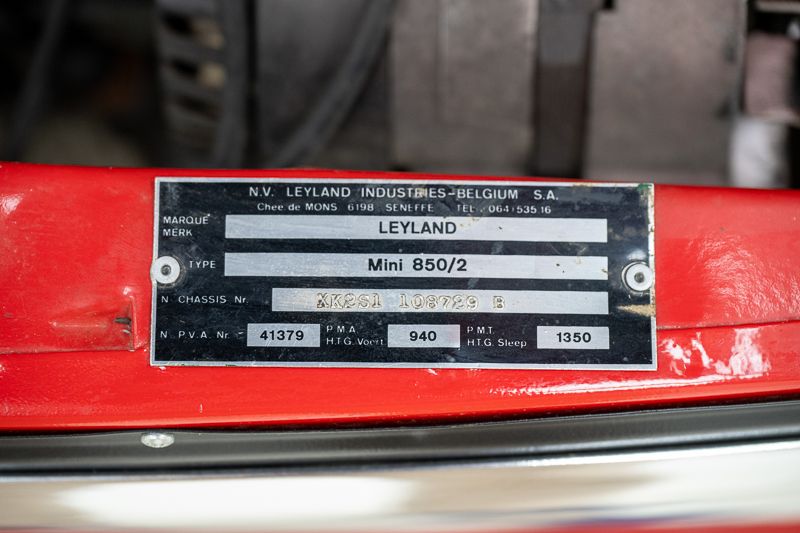 N.V. LEYLAND INDUSTRIES-BELGIUM S.A.
Chee de MONS 6198 SENEFFE TEL. 064/535.16
MARQUE
MERK
LEYLAND
TYPE Mini 850/2
N CHASSIS Nr. XK2S1 108729 B
N. P.V.A. Nr. 41379 P.M.A. H.T.G. Voert. 940 P.M.T. H.T.G. Sleep 1350